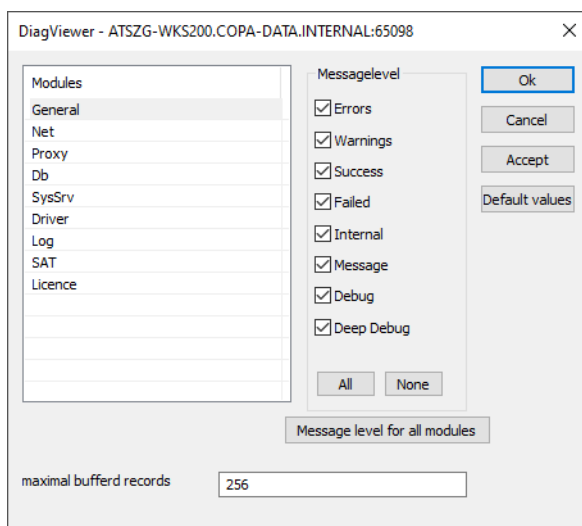 DiagViewer - ATSZG-WKS200.COPA-DATA.INTERNAL:65098
Modules
General
Net
Proxy
Db
SysSrv
Driver
Log
SAT
Licence
Messagelevel
Errors
Warnings
Success
Failed
Internal
Message
Debug
Deep Debug
All None
Message level for all modules
Ok
Cancel
Accept
Default values
maximal bufferd records 256